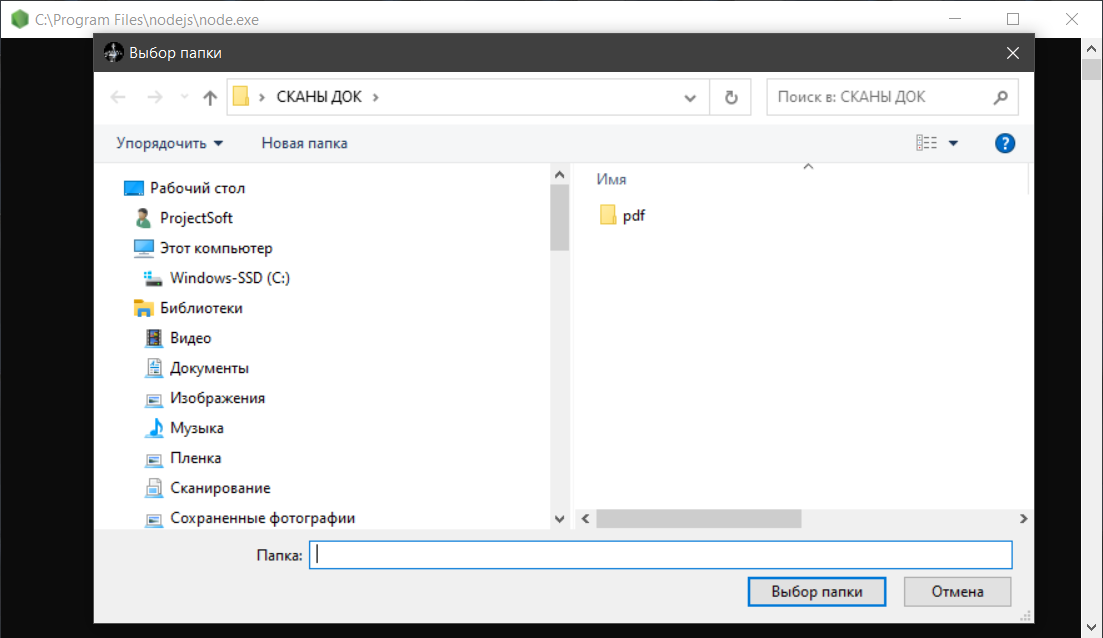 C:\Program Files\nodejs\node.exe
Выбор папки
СКАНЫ ДОК
Поиск в: СКАНЫ ДОК
Упорядочить
Новая папка
?
Рабочий стол
ProjectSoft
Этот компьютер
Windows-SSD (C:)
Библиотеки
Видео
Документы
Изображения
Музыка
Пленка
Сканирование
Сохраненные фотографии
Имя
pdf
Папка:
Выбор папки
Отмена